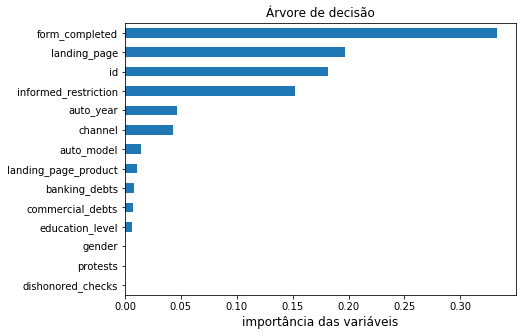 Árvore de decisão
form_completed
landing_page
id
informed_restriction
auto_year
channel
auto_model
landing_page_product
banking_debts
commercial_debts
education_level
gender
protests
dishonored_checks
0.00 0.05 0.10 0.15 0.20 0.25 0.30
importância das variáveis